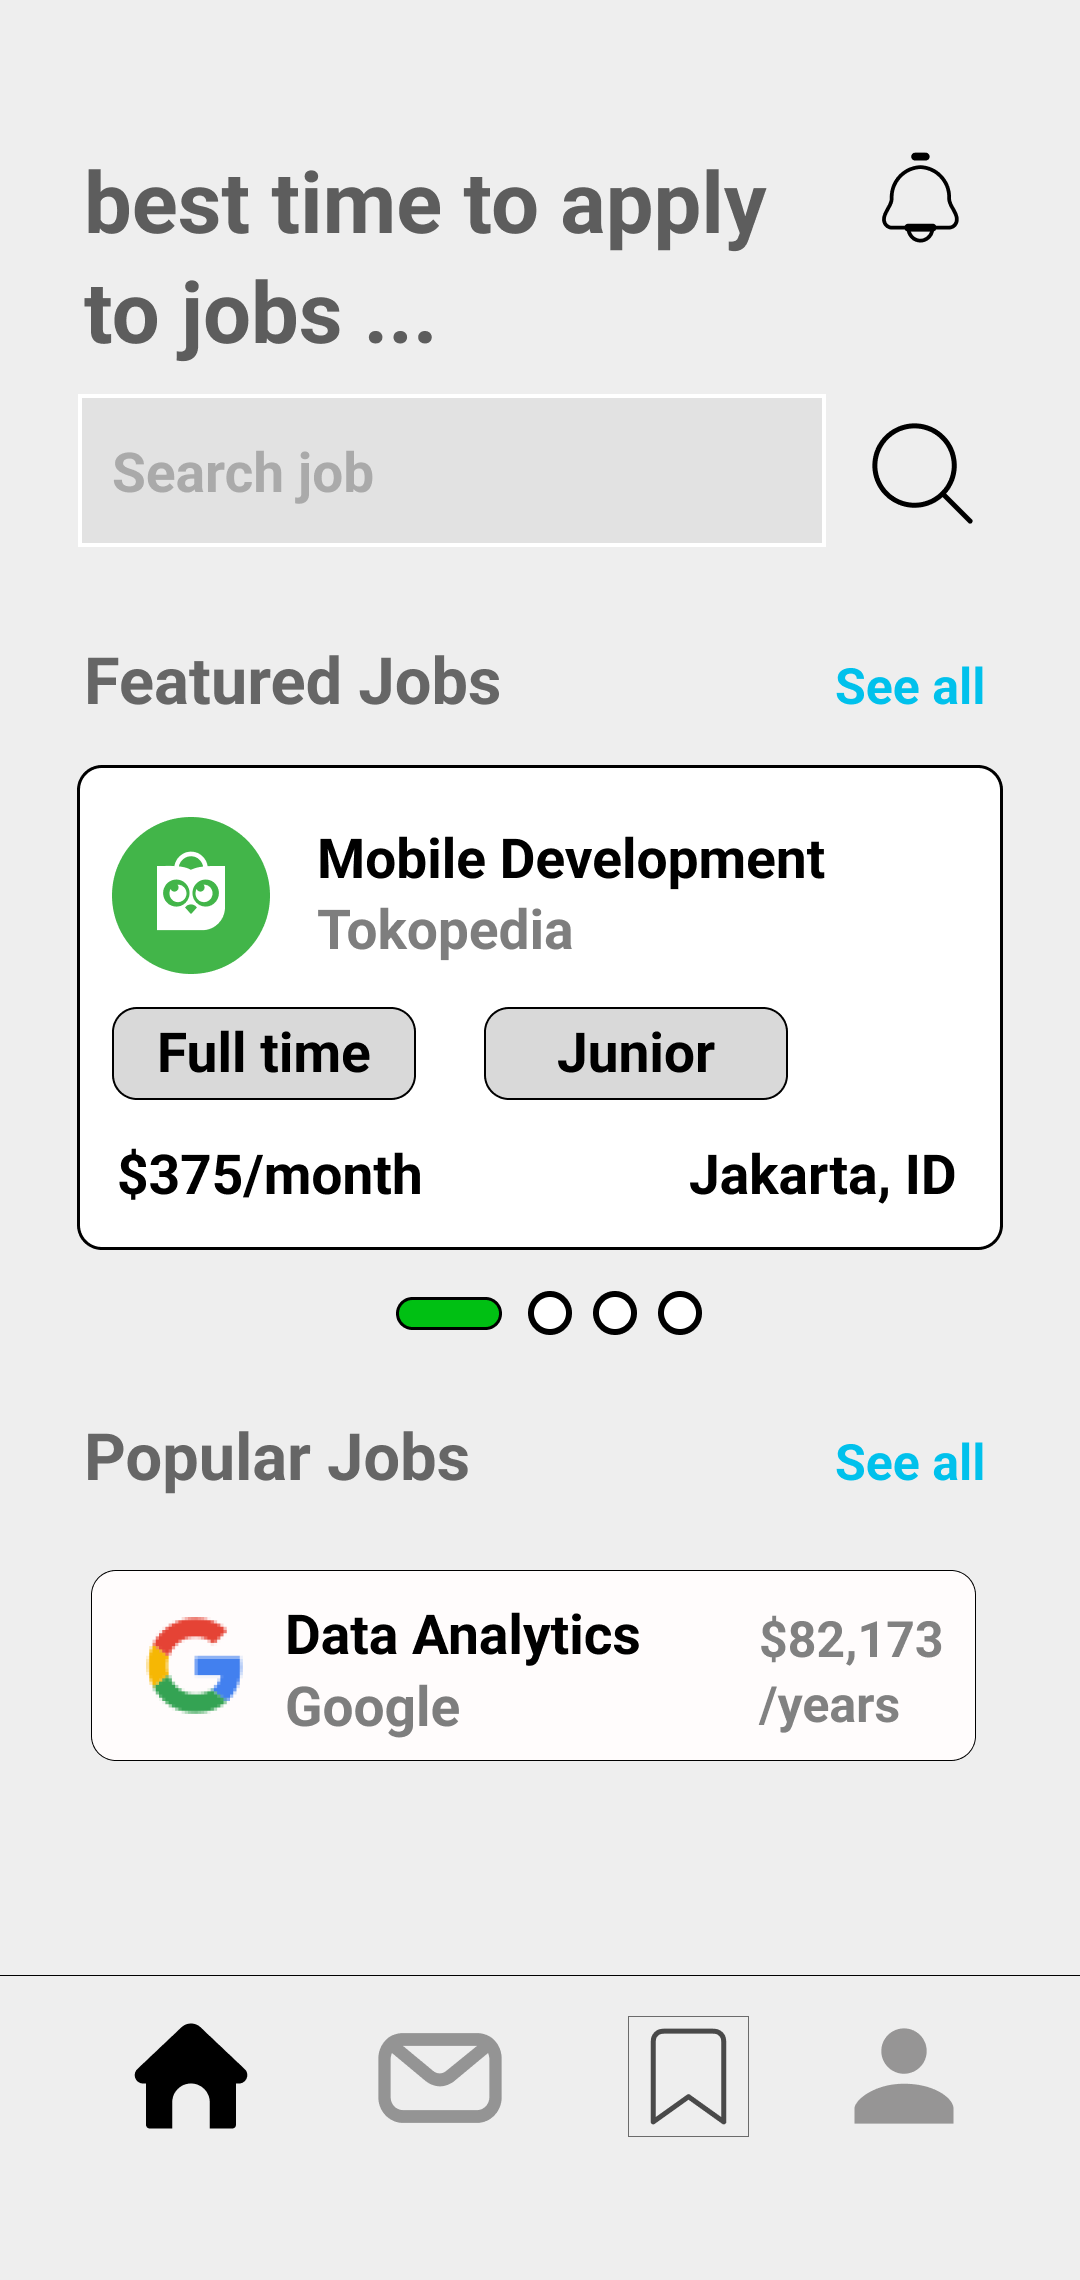 best time to apply
to jobs ...
Search job
Featured Jobs
See all
Mobile Development
Tokopedia
Full time
Junior
$375/month
Jakarta, ID
Popular Jobs
See all
Data Analytics
Google
$82,173
/years